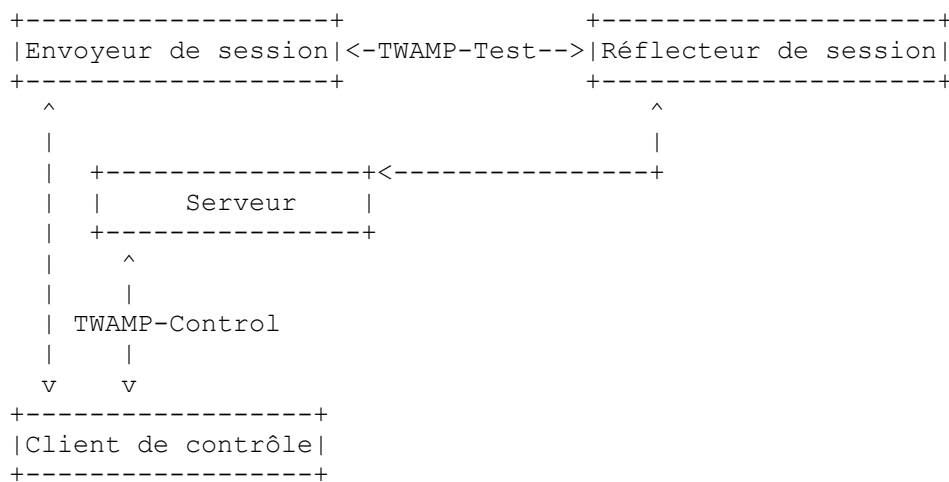 +-------------------+               +---------------------+
|Envoyeur de session|<-TWAMP-Test-->|Réflecteur de session|
+-------------------+               +---------------------+
  ^                                     ^
  |                                     |
  |  +----------------+<----------------+
  |  |     Serveur    |
  |  +----------------+
  |    ^
  |    |
  | TWAMP-Control
  |    |
  v    v
+------------------+
|Client de contrôle|
+------------------+